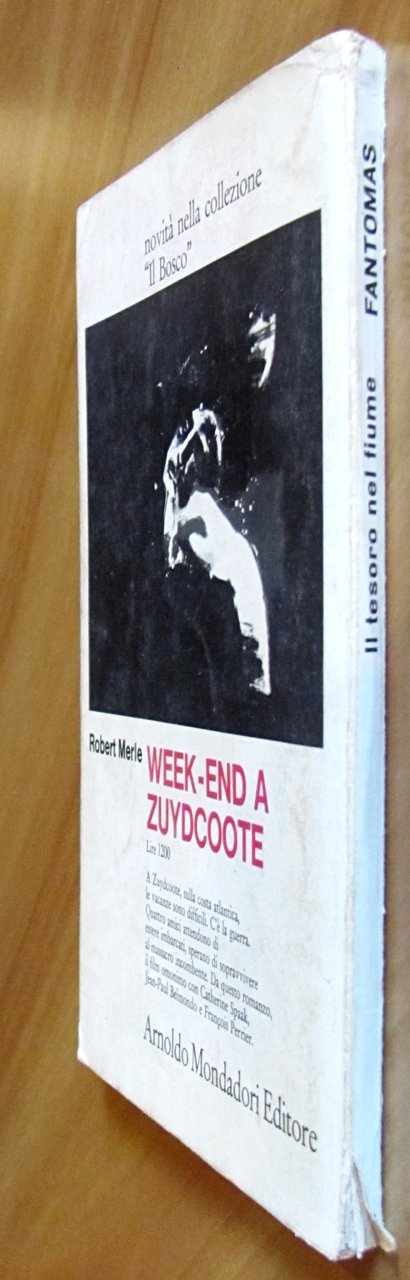 novità nella collezione
"Il Bosco"
Robert Merle
WEEK-END A
ZUYDCOOTE
Lire 1200
A Zuydcoote, sulla costa atlantica,
le vacanze sono difficili. C'è la guerra.
Quattro amici attendono di
essere imbarcati, sperano di sopravvivere
al massacro incombente. Da questo romanzo,
il film omonimo con Catherine Spaak,
Jean-Paul Belmondo e François Perrier.
Arnoldo Mondadori Editore
Il tesoro nel fiume FANTOMAS